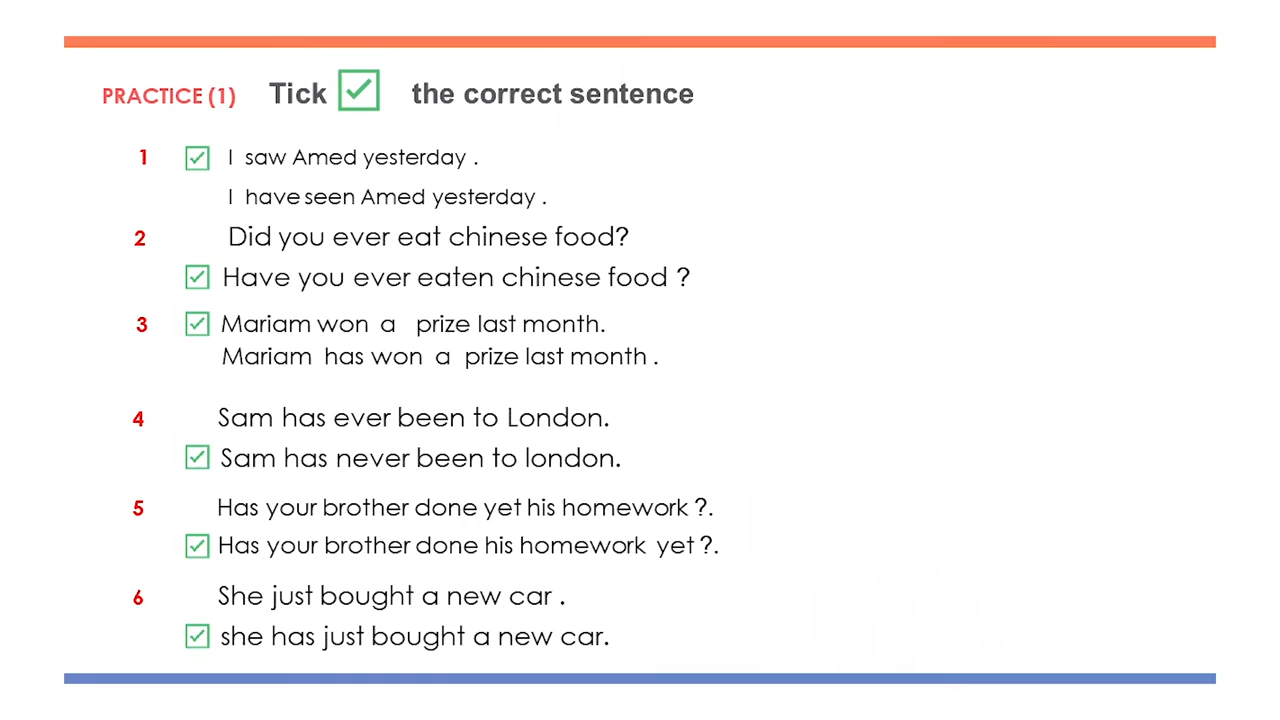 PRACTICE (1) Tick the correct sentence
1 I saw Amed yesterday .
I have seen Amed yesterday .
2 Did you ever eat chinese food?
Have you ever eaten chinese food ?
3 Mariam won a prize last month.
Mariam has won a prize last month .
4 Sam has ever been to London.
Sam has never been to london.
5 Has your brother done yet his homework ?.
Has your brother done his homework yet ?.
6 She just bought a new car .
she has just bought a new car.